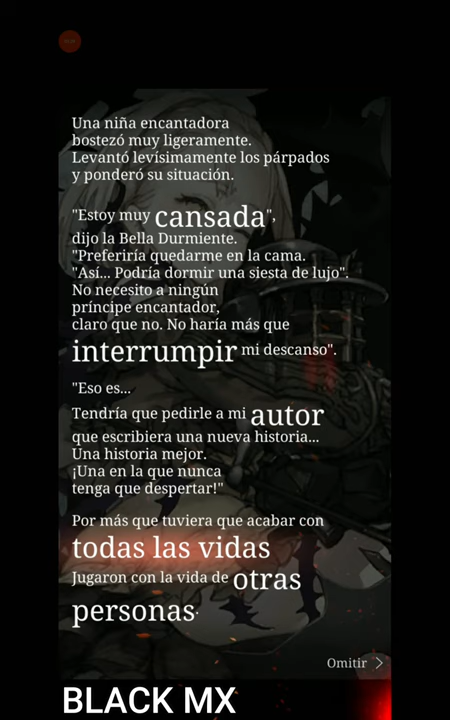 Una niña encantadora
bostezó muy ligeramente.
Levantó levísimamente los párpados
y ponderó su situación.
"Estoy muy cansada",
dijo la Bella Durmiente.
"Preferiría quedarme en la cama.
"Así... Podría dormir una siesta de lujo".
No necesito a ningún
príncipe encantador,
claro que no. No haría más que
interrumpir mi descanso".
"Eso es...
Tendría que pedirle a mi autor
que escribiera una nueva historia...
Una historia mejor.
¡Una en la que nunca
tenga que despertar!"
Por más que tuviera que acabar con
todas las vidas
Jugaron con la vida de otras
personas.
Omitir
BLACK MX